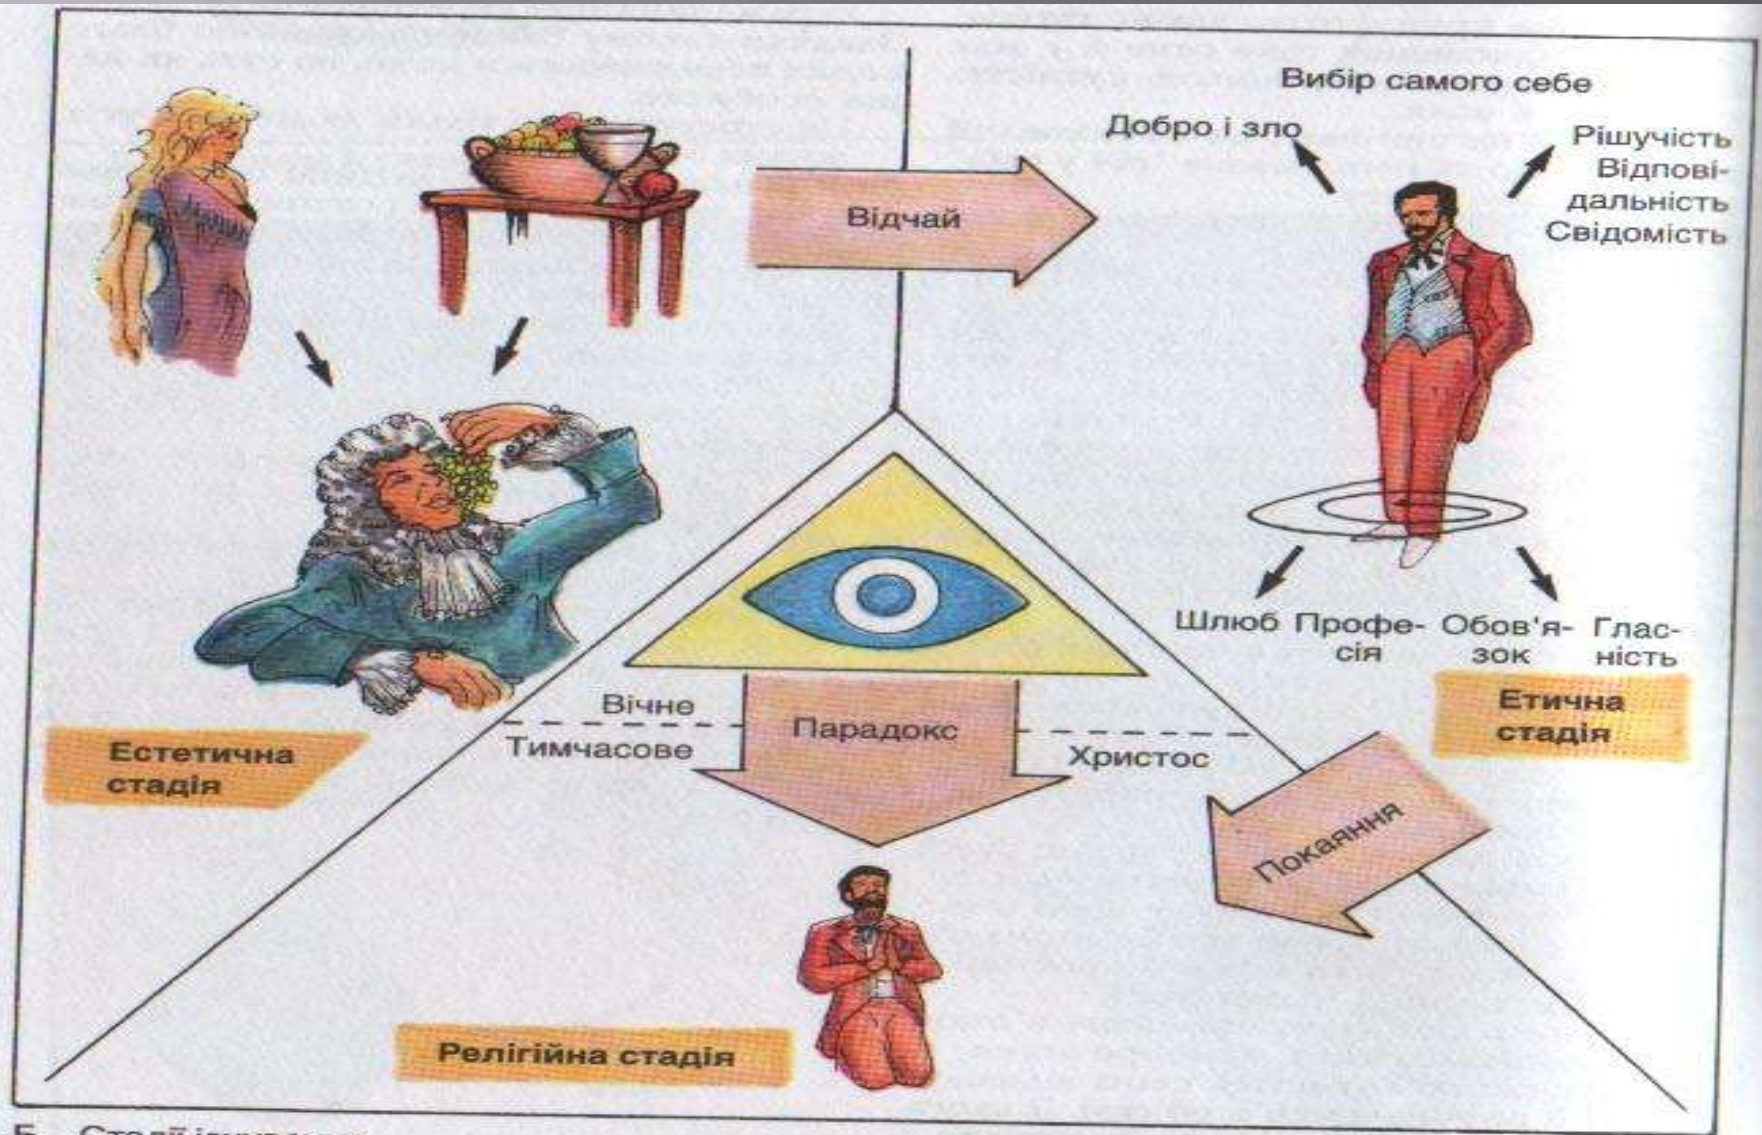 Вибір самого себе
Добро і зло
Рішучість
Відпові-
дальність
Свідомість
Відчай
Шлюб Профе-
сія
Обов'я-
зок
Глас-
ність
Етична
стадія
Естетична
стадія
Вічне
Тимчасове
Парадокс
Христос
Покаяння
Релігійна стадія